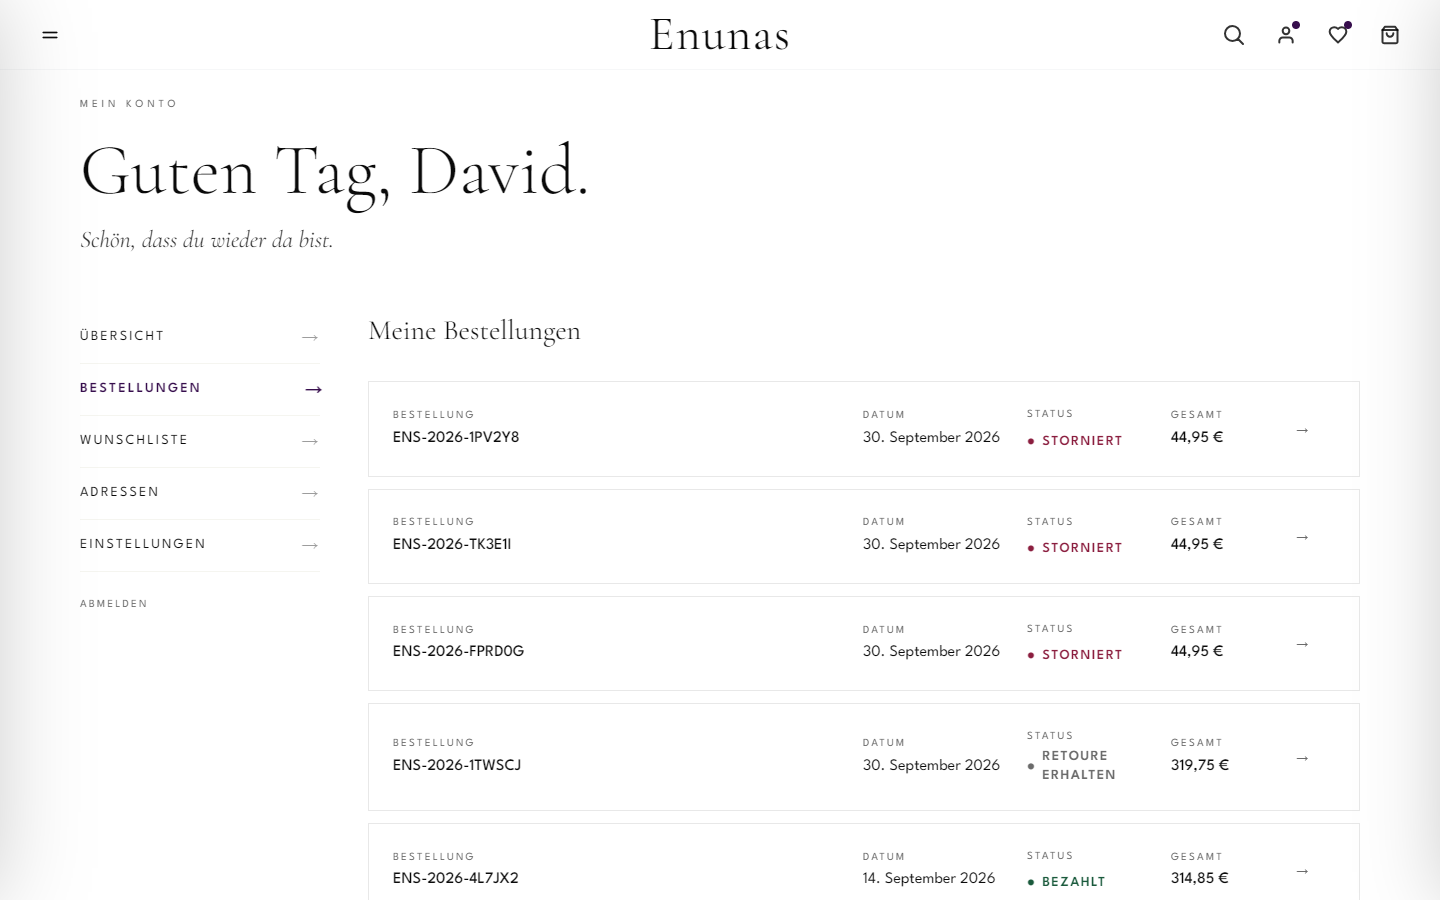 Enunas
MEIN KONTO
Guten Tag, David.
Schön, dass du wieder da bist.
ÜBERSICHT →
BESTELLUNGEN →
WUNSCHLISTE →
ADRESSEN →
EINSTELLUNGEN →
ABMELDEN
Meine Bestellungen
BESTELLUNG DATUM STATUS GESAMT
ENS-2026-1PV2Y8 30. September 2026 • STORNIERT 44,95 € →
BESTELLUNG DATUM STATUS GESAMT
ENS-2026-TK3E1I 30. September 2026 • STORNIERT 44,95 € →
BESTELLUNG DATUM STATUS GESAMT
ENS-2026-FPRD0G 30. September 2026 • STORNIERT 44,95 € →
BESTELLUNG DATUM STATUS GESAMT
ENS-2026-1TWSCJ 30. September 2026 • RETOURE ERHALTEN 319,75 € →
BESTELLUNG DATUM STATUS GESAMT
ENS-2026-4L7JX2 14. September 2026 • BEZAHLT 314,85 € →